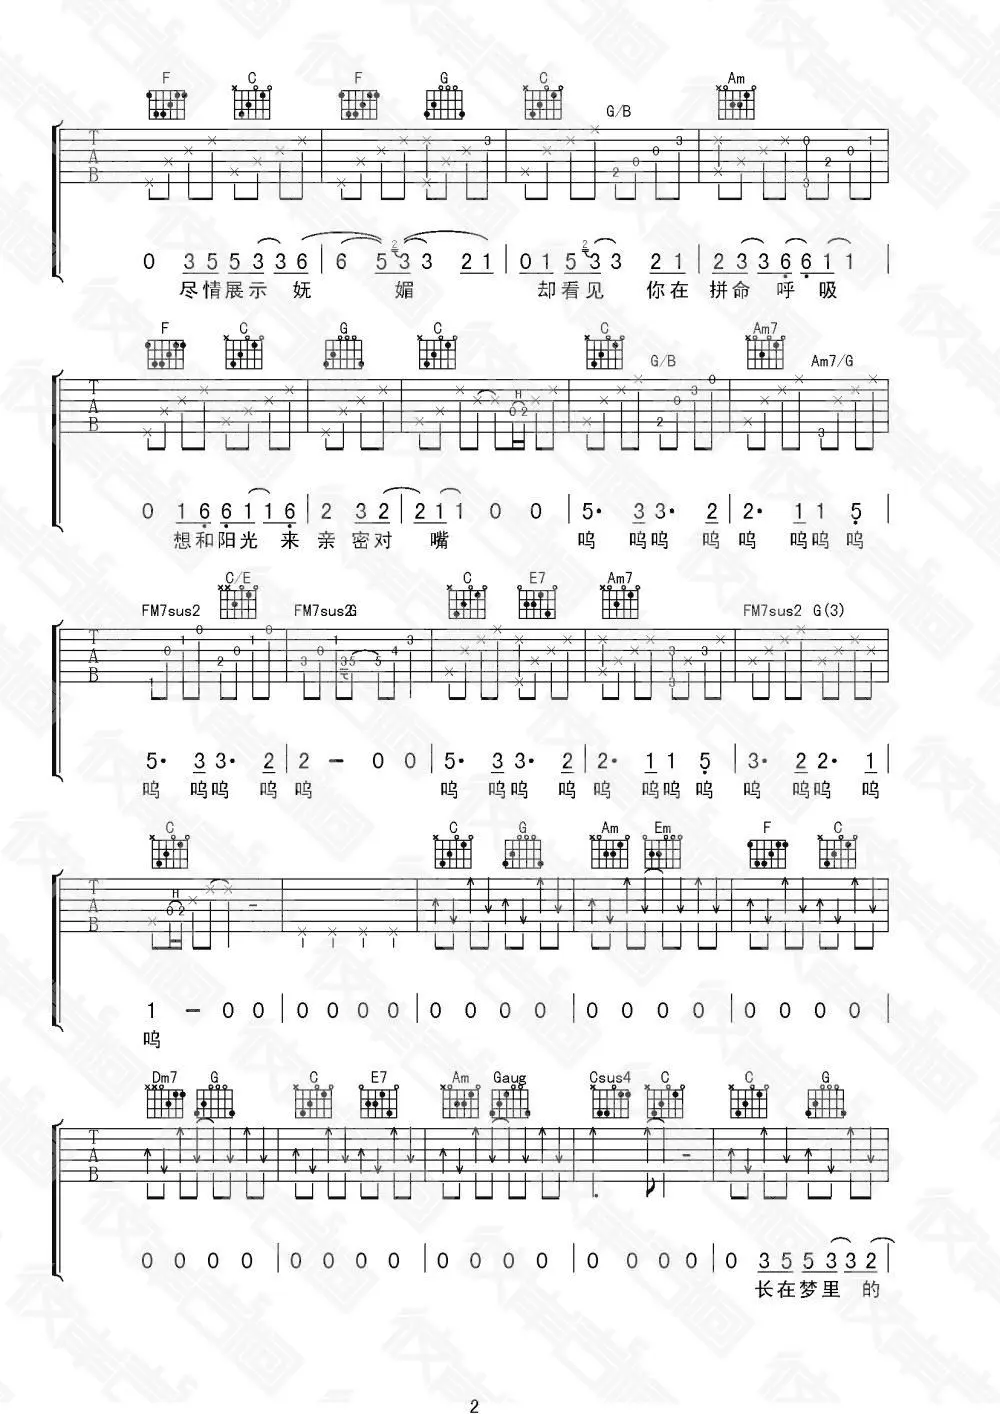 F C F G C G/B Am
T
A
B
0 3 5 5 3 3 6 6 5 2 3 3 2 1 0 1 5 2 3 3 2 1 2 3 3 6 6 1 1
尽情展示 妩 媚 却看见 你在 拼命 呼 吸
F C G C C G/B Am7 Am7/G
T
A
B
0 1 6 6 1 1 6 2 3 2 2 1 1 0 0 5· 3 3· 2 2· 1 1 5
想和阳光 来 亲 密对 嘴 呜 呜呜 呜 呜 呜呜 呜
FM7sus2 C/E FM7sus2 G C E7 Am7 FM7sus2 G(3)
T
A
B
5· 3 3· 2 2 - 0 0 5· 3 3· 2 2· 1 1 5 3· 2 2· 1
呜 呜呜 呜 呜 呜 呜呜 呜 呜 呜呜 呜 呜 呜呜 呜
C C G Am Em F C
T
A
B
1 - 0 0 0 0 0 0 0 0 0 0 0 0 0 0 0 0 0 0
呜
Dm7 G C E7 Am Gaug Csus4 C C G
T
A
B
0 0 0 0 0 0 0 0 0 0 0 0 0 0 0 0 0 3 5 5 3 3 2
长在梦里 的
2